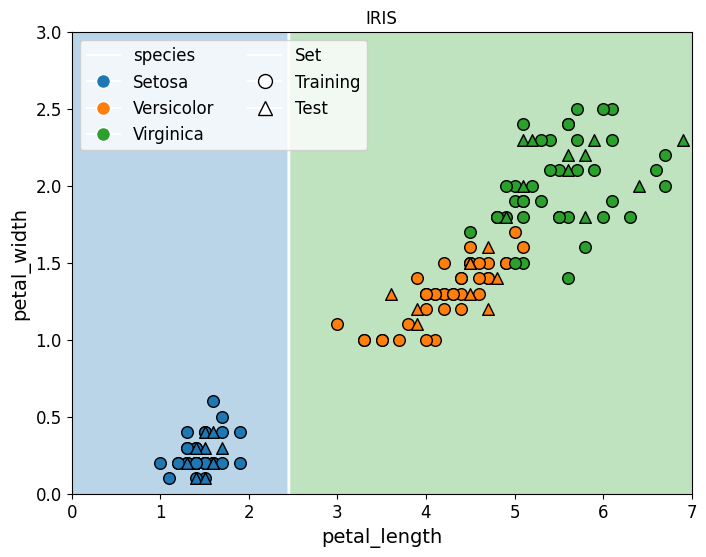 IRIS
species
Setosa
Versicolor
Virginica
Set
Training
Test
petal_width
3.0
2.5
2.0
1.5
1.0
0.5
0.0
0 1 2 3 4 5 6 7
petal_length